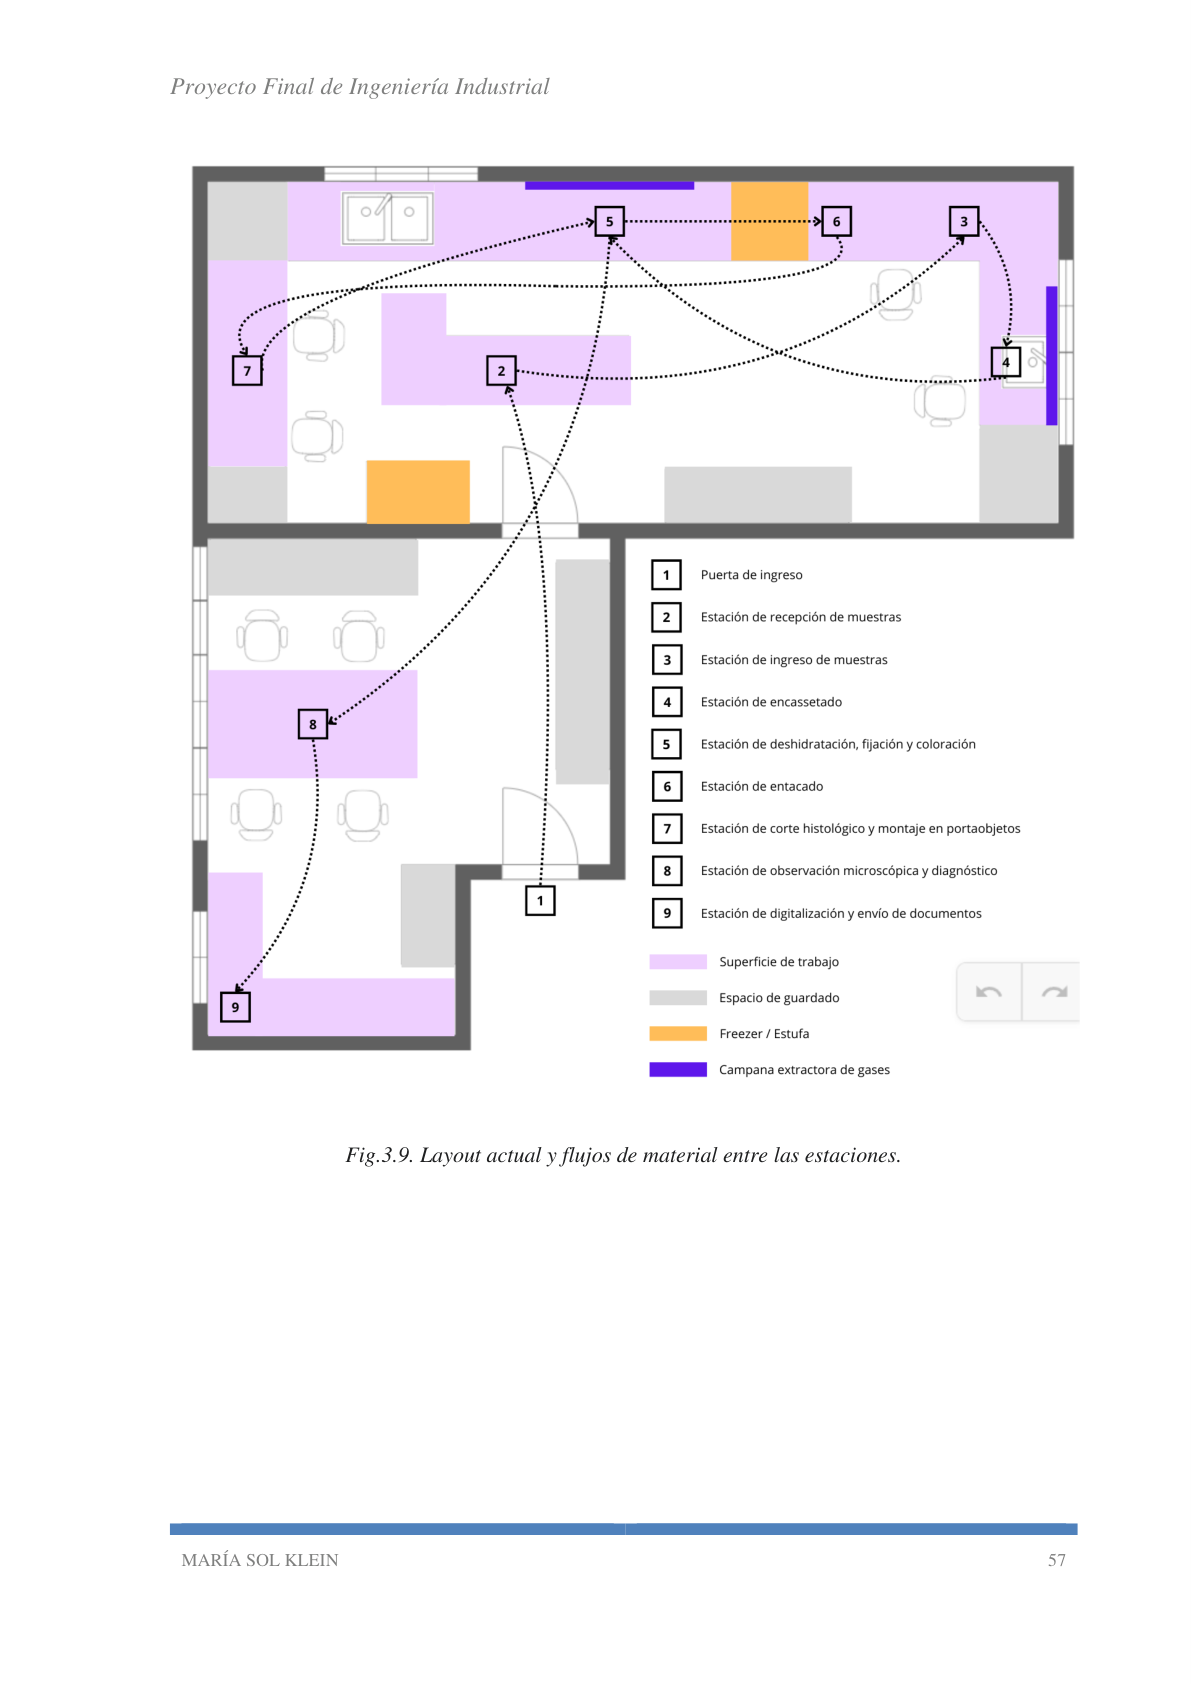 Proyecto Final de Ingeniería Industrial
5
6
3
7
2
4
8
1
9
1 Puerta de ingreso
2 Estación de recepción de muestras
3 Estación de ingreso de muestras
4 Estación de encassetado
5 Estación de deshidratación, fijación y coloración
6 Estación de entacado
7 Estación de corte histológico y montaje en portaobjetos
8 Estación de observación microscópica y diagnóstico
9 Estación de digitalización y envío de documentos
Superficie de trabajo
Espacio de guardado
Freezer / Estufa
Campana extractora de gases
Fig.3.9. Layout actual y flujos de material entre las estaciones.
MARÍA SOL KLEIN 57